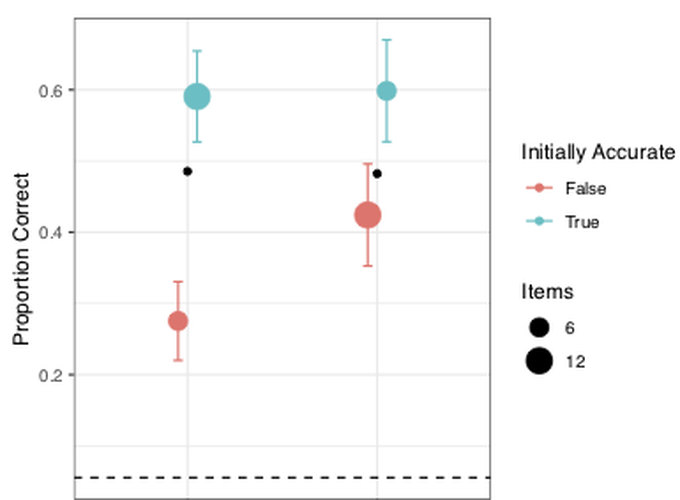 Proportion Correct
0.6
0.4
0.2
Initially Accurate
False
True
Items
6
12